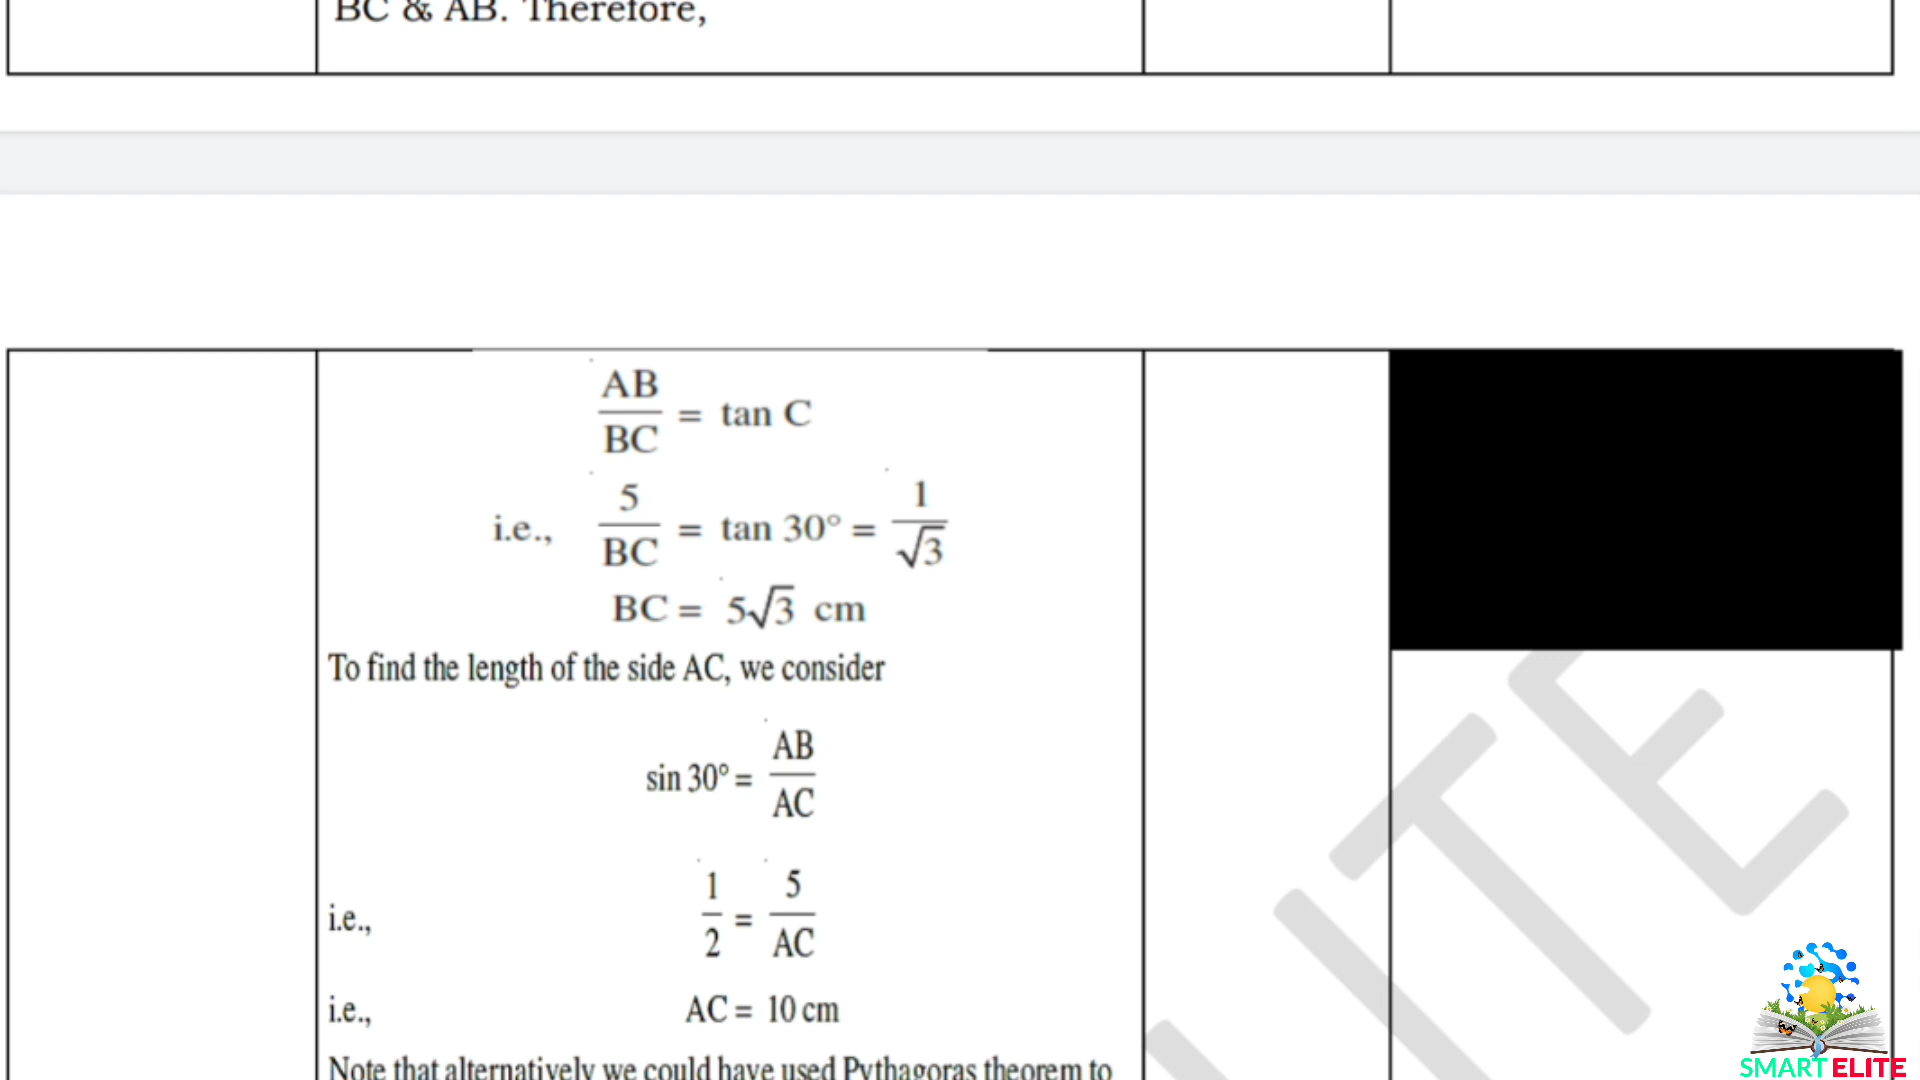 BC & AB. Therefore,
AB/BC = tan C
i.e., 5/BC = tan 30° = 1/√3
BC = 5√3 cm
To find the length of the side AC, we consider
sin 30° = AB/AC
i.e., 1/2 = 5/AC
i.e., AC = 10 cm
Note that alternatively we could have used Pythagoras theorem to
ITE
SMART ELITE